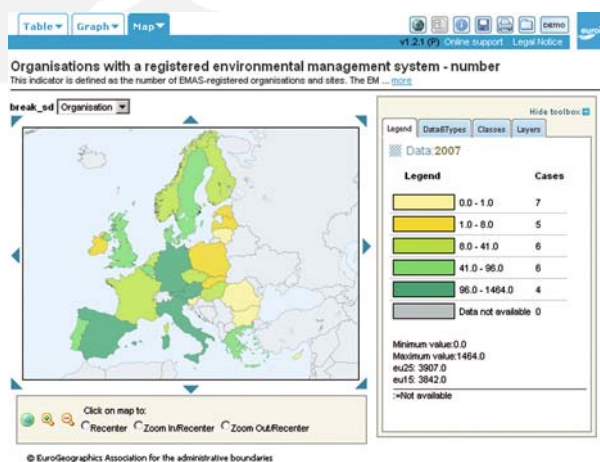 Table Graph Map
DEMO
v1.2.1 (P) Online support Legal Notice
Organisations with a registered environmental management system - number
This indicator is defined as the number of EMAS-registered organisations and sites. The EM ... more
break_sd Organisation
Hide toolbox
Legend Data&Types Classes Layers
Data:2007
Legend Cases
0.0 - 1.0 7
1.0 - 8.0 5
8.0 - 41.0 6
41.0 - 96.0 6
96.0 - 1464.0 4
Data not available 0
Minimum value:0.0
Maximum value:1464.0
eu25: 3907.0
eu15: 3842.0
:=Not available
Click on map to:
Recenter Zoom In/Recenter Zoom Out/Recenter
© EuroGeographics Association for the administrative boundaries